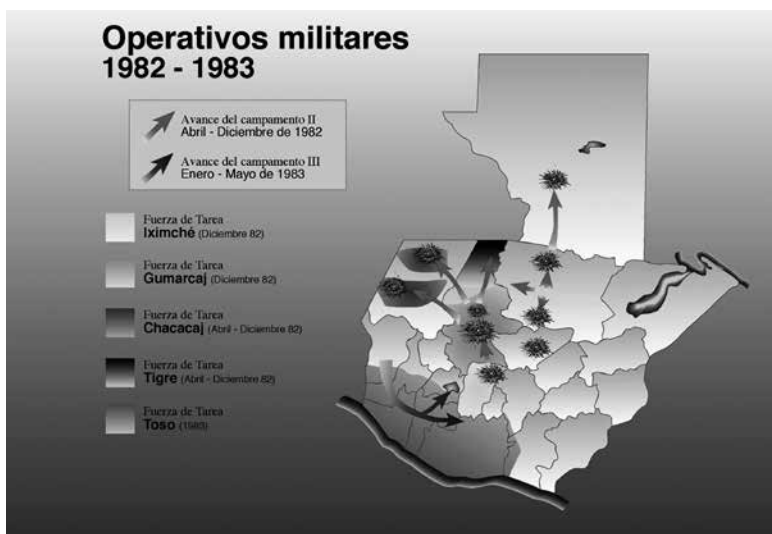 Operativos militares
1982 - 1983
Avance del campamento II
Abril - Diciembre de 1982
Avance del campamento III
Enero - Mayo de 1983
Fuerza de Tarea
Iximché (Diciembre 82)
Fuerza de Tarea
Gumarcaj (Diciembre 82)
Fuerza de Tarea
Chacacaj (Abril - Diciembre 82)
Fuerza de Tarea
Tigre (Abril - Diciembre 82)
Fuerza de Tarea
Toso (1983)